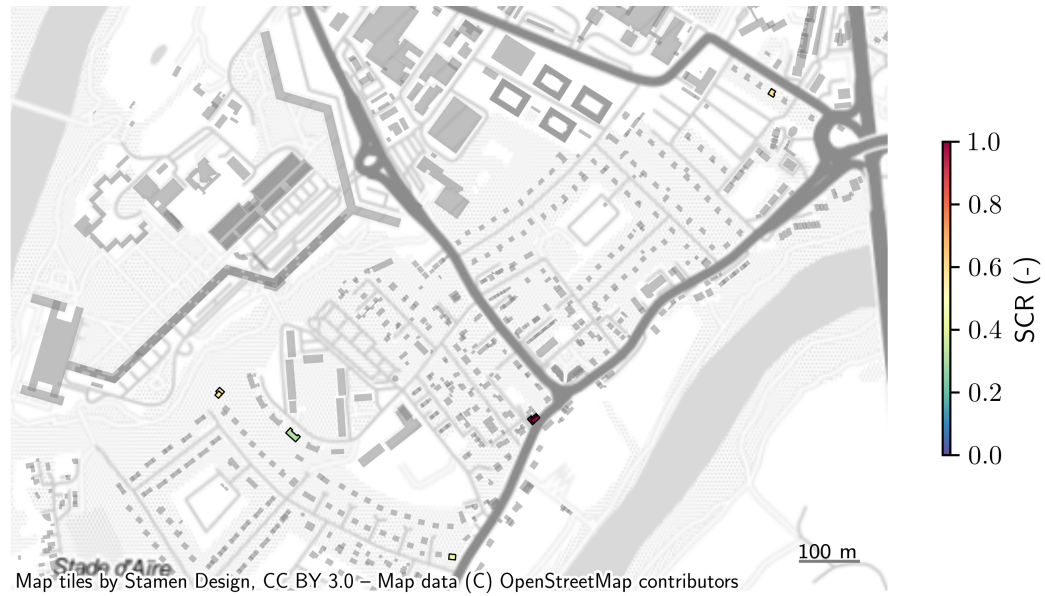 1.0
0.8
0.6
0.4
0.2
0.0
SCR (-)
100 m
Stade d'Aire
Map tiles by Stamen Design, CC BY 3.0 — Map data (C) OpenStreetMap contributors